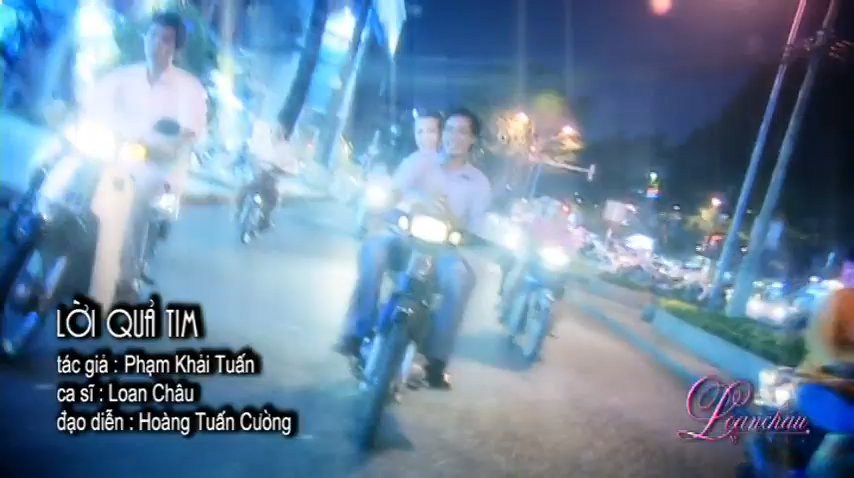 LỜI QUẢ TIM
tác giả : Phạm Khải Tuấn
ca sĩ : Loan Châu
đạo diễn : Hoàng Tuấn Cường
Loanchau